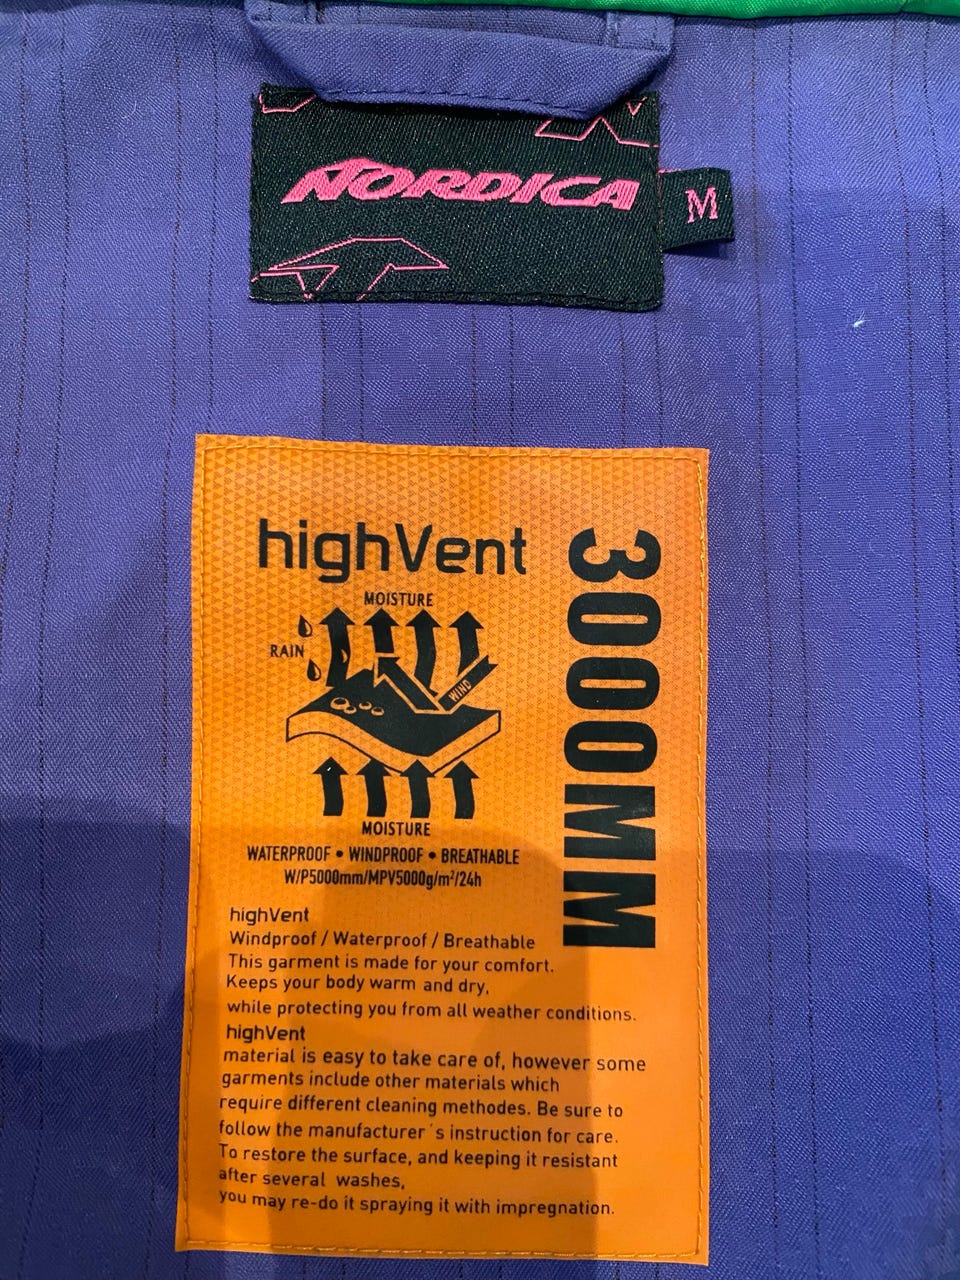 NORDICA
M
highVent
3000MM
MOISTURE
RAIN
WIND
MOISTURE
WATERPROOF • WINDPROOF • BREATHABLE
W/P5000mm/MPV5000g/m²/24h
highVent
Windproof / Waterproof / Breathable
This garment is made for your comfort.
Keeps your body warm and dry,
while protecting you from all weather conditions.
highVent
material is easy to take care of, however some
garments include other materials which
require different cleaning methodes. Be sure to
follow the manufacturer´s instruction for care.
To restore the surface, and keeping it resistant
after several washes,
you may re-do it spraying it with impregnation.